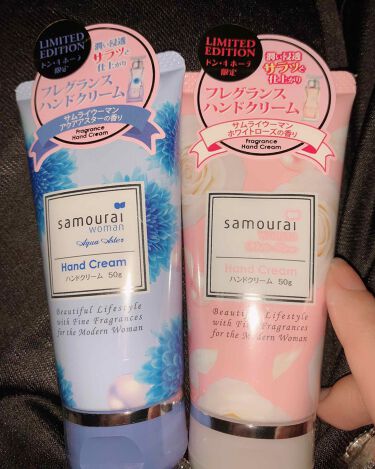 LIMITED
EDITION
ドン・キホーテ
限定
潤い浸透
サラッと
仕上がり
フレグランス
ハンドクリーム
サムライウーマン
アクアアスターの香り
Fragrance
Hand Cream
samourai
woman
Aqua Aster
Hand Cream
ハンドクリーム 50g
Beautiful Lifestyle
with Fine Fragrances
for the Modern Woman
LIMITED
EDITION
ドン・キホーテ
限定
潤い浸透
サラッと
仕上がり
フレグランス
ハンドクリーム
サムライウーマン
ホワイトローズの香り
Fragrance
Hand Cream
samourai
Hand Cream
ハンドクリーム 50g
Beautiful Lifestyle
with Fine Fragrances
for the Modern Woman